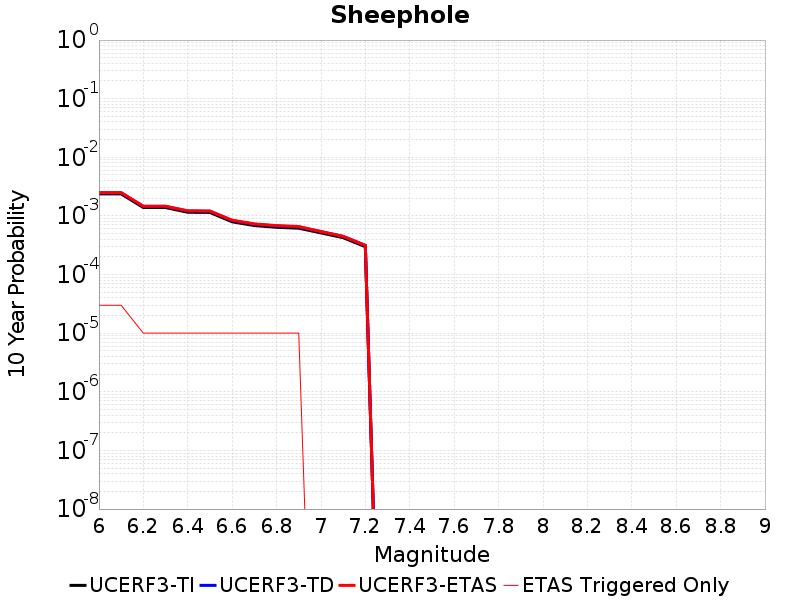 Sheephole
10^0
10^-1
10^-2
10^-3
10^-4
10^-5
10^-6
10^-7
10^-8
10 Year Probability
6 6.2 6.4 6.6 6.8 7 7.2 7.4 7.6 7.8 8 8.2 8.4 8.6 8.8 9
Magnitude
UCERF3-TI UCERF3-TD UCERF3-ETAS ETAS Triggered Only